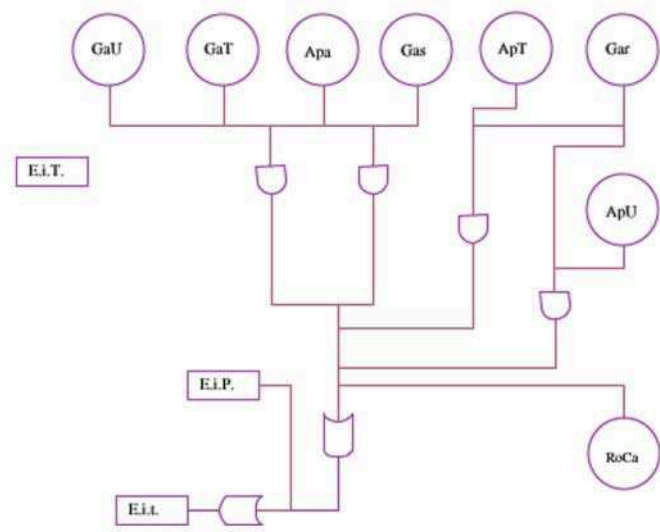 GaU
GaT
Apa
Gas
ApT
Gar
E.i.T.
ApU
E.i.P.
RoCa
E.i.t.